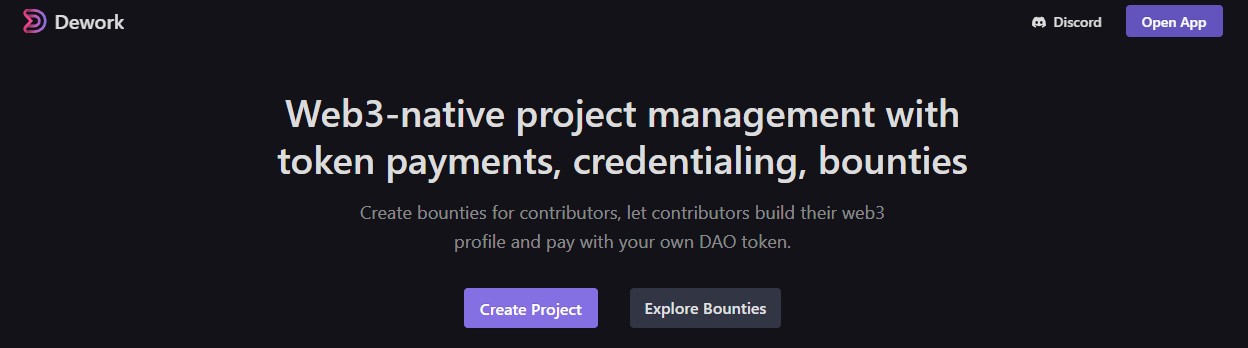 Dework
Discord
Open App
Web3-native project management with
token payments, credentialing, bounties
Create bounties for contributors, let contributors build their web3
profile and pay with your own DAO token.
Create Project
Explore Bounties